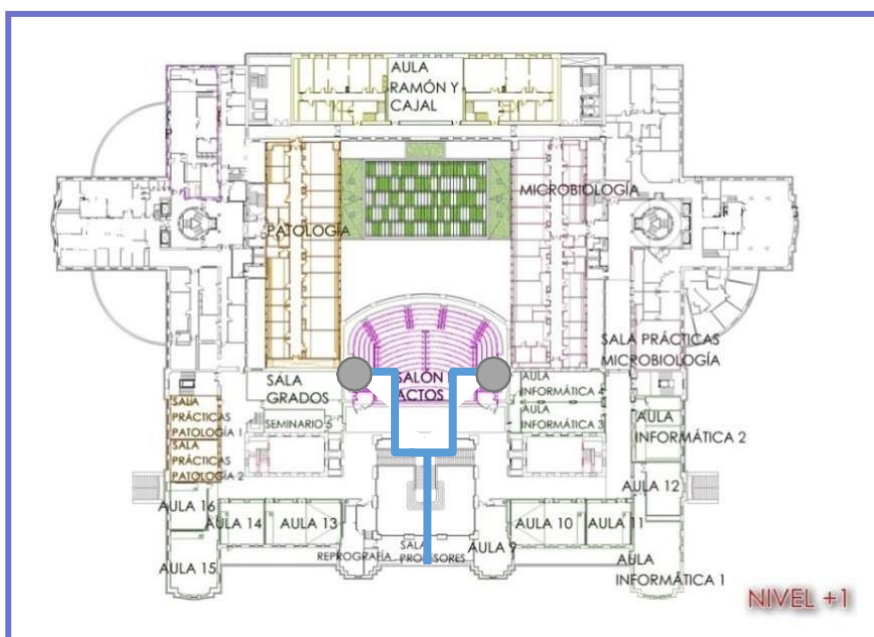 AULA
RAMÓN Y
CAJAL
MICROBIOLOGÍA
PATOLOGÍA
SALA PRÁCTICAS
MICROBIOLOGÍA
SALA
GRADOS
SALÓN
ACTOS
AULA
INFORMÁTICA 4
AULA
INFORMÁTICA 3
SALA
PRÁCTICAS
PATOLOGÍA 1
SALA
PRÁCTICAS
PATOLOGÍA 2
SEMINARIO 5
AULA
INFORMÁTICA 2
AULA 12
AULA 16
AULA 14
AULA 13
AULA 10
AULA 11
REPROGRAFÍA
SALA
PROFESORES
AULA 9
AULA 15
AULA
INFORMÁTICA 1
NIVEL +1